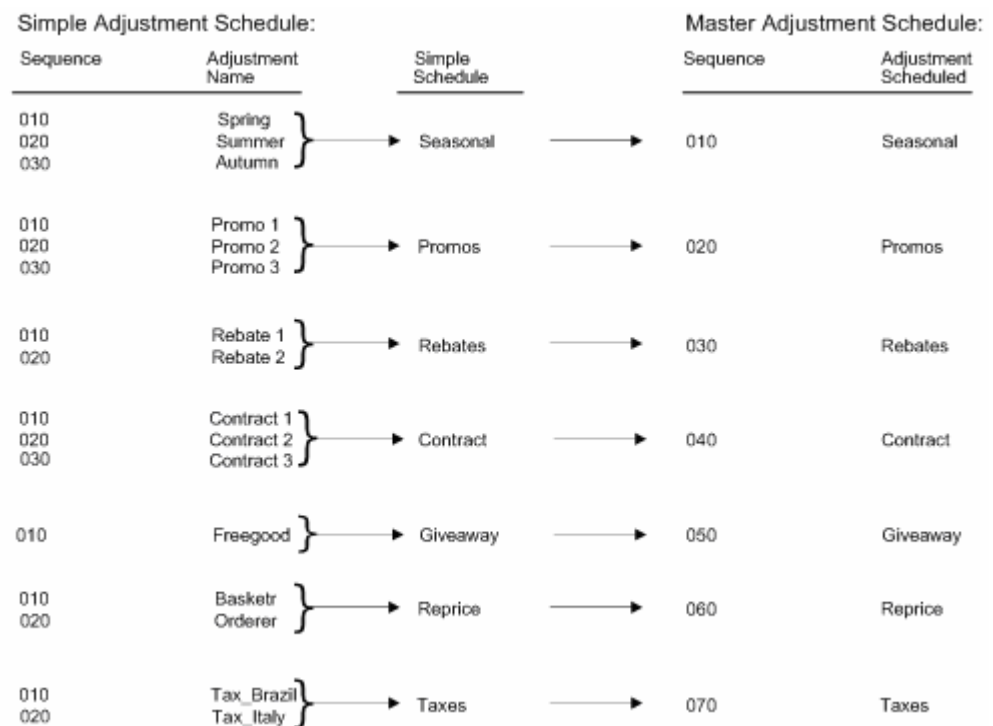 Simple Adjustment Schedule: Master Adjustment Schedule:
Sequence Adjustment Name Simple Schedule Sequence Adjustment Scheduled
010 Spring
020 Summer Seasonal 010 Seasonal
030 Autumn
010 Promo 1
020 Promo 2 Promos 020 Promos
030 Promo 3
010 Rebate 1
020 Rebate 2
Rebates 030 Rebates
010 Contract 1
020 Contract 2 Contract 040 Contract
030 Contract 3
010 Freegood Giveaway 050 Giveaway
010 Basketr
020 Orderer
Reprice 060 Reprice
010 Tax_Brazil
020 Tax_Italy
Taxes 070 Taxes